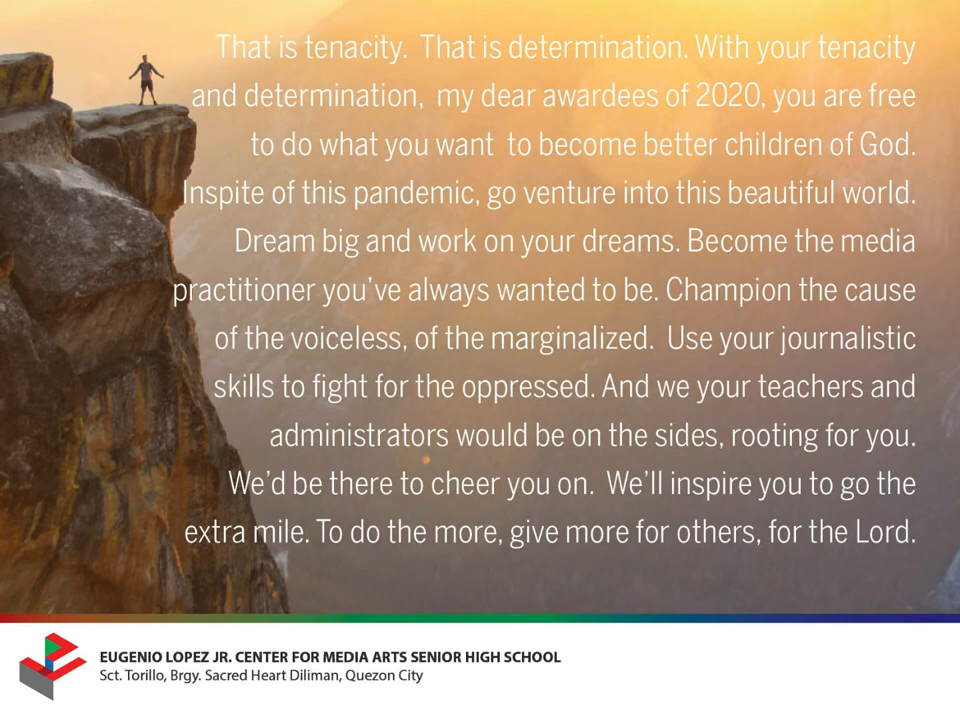 That is tenacity.  That is determination. With your tenacity
and determination,  my dear awardees of 2020, you are free
to do what you want  to become better children of God.
Inspite of this pandemic, go venture into this beautiful world.
Dream big and work on your dreams. Become the media
practitioner you’ve always wanted to be. Champion the cause
of the voiceless, of the marginalized.  Use your journalistic
skills to fight for the oppressed. And we your teachers and
administrators would be on the sides, rooting for you.
We’d be there to cheer you on.  We’ll inspire you to go the
extra mile. To do the more, give more for others, for the Lord.
EUGENIO LOPEZ JR. CENTER FOR MEDIA ARTS SENIOR HIGH SCHOOL
Sct. Torillo, Brgy. Sacred Heart Diliman, Quezon City